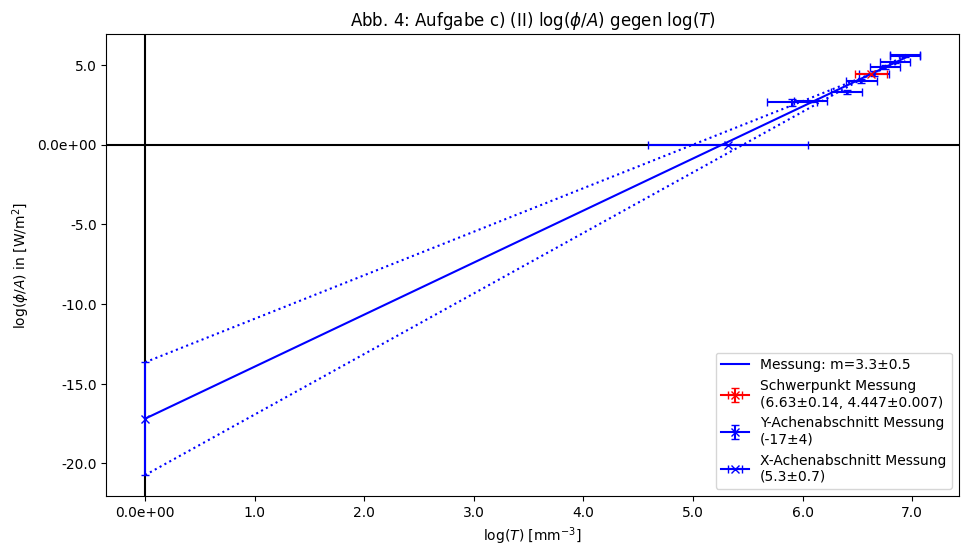 Abb. 4: Aufgabe c) (II) log(ϕ/A) gegen log(T)
5.0
0.0e+00
-5.0
-10.0
-15.0
-20.0
log(ϕ/A) in [W/m²]
Messung: m=3.3±0.5
Schwerpunkt Messung
(6.63±0.14, 4.447±0.007)
Y-Achenabschnitt Messung
(-17±4)
X-Achenabschnitt Messung
(5.3±0.7)
0.0e+00 1.0 2.0 3.0 4.0 5.0 6.0 7.0
log(T) [mm⁻³]